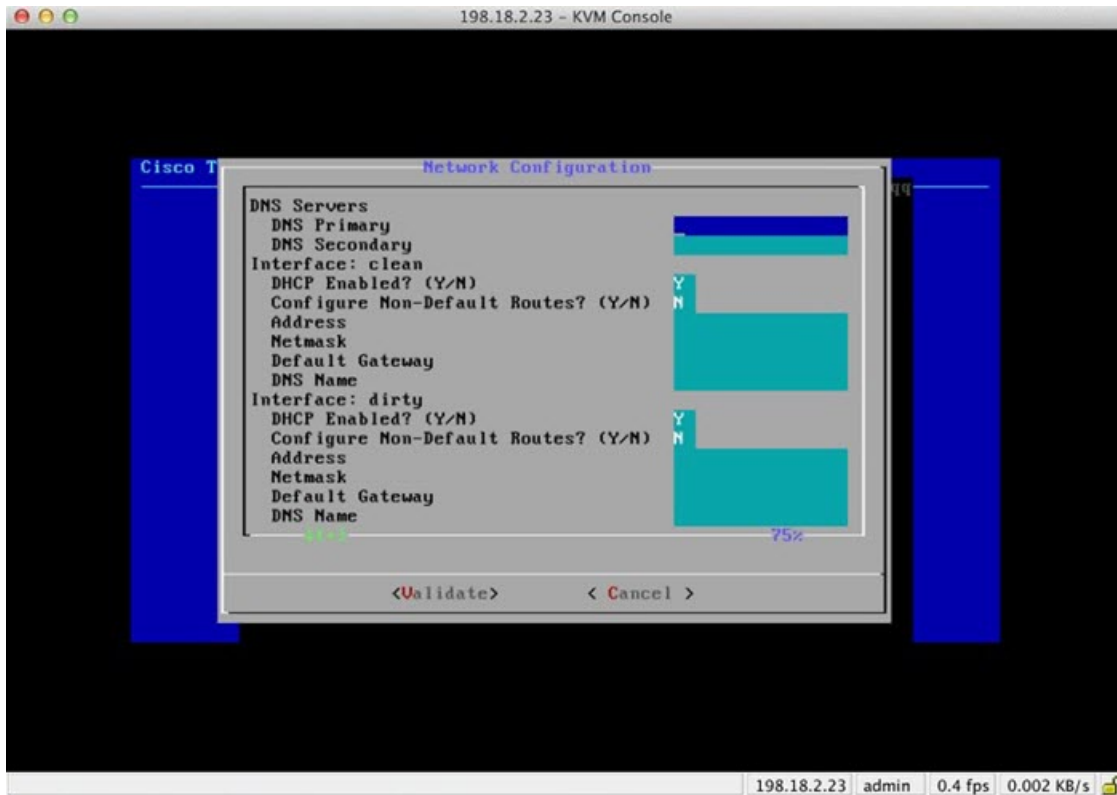 198.18.2.23 – KVM Console
Cisco T
Network Configuration
qq
DNS Servers
DNS Primary
DNS Secondary
Interface: clean
DHCP Enabled? (Y/N) Y
Configure Non-Default Routes? (Y/N) N
Address
Netmask
Default Gateway
DNS Name
Interface: dirty
DHCP Enabled? (Y/N) Y
Configure Non-Default Routes? (Y/N) N
Address
Netmask
Default Gateway
DNS Name
75%
<Validate> < Cancel >
198.18.2.23 admin 0.4 fps 0.002 KB/s